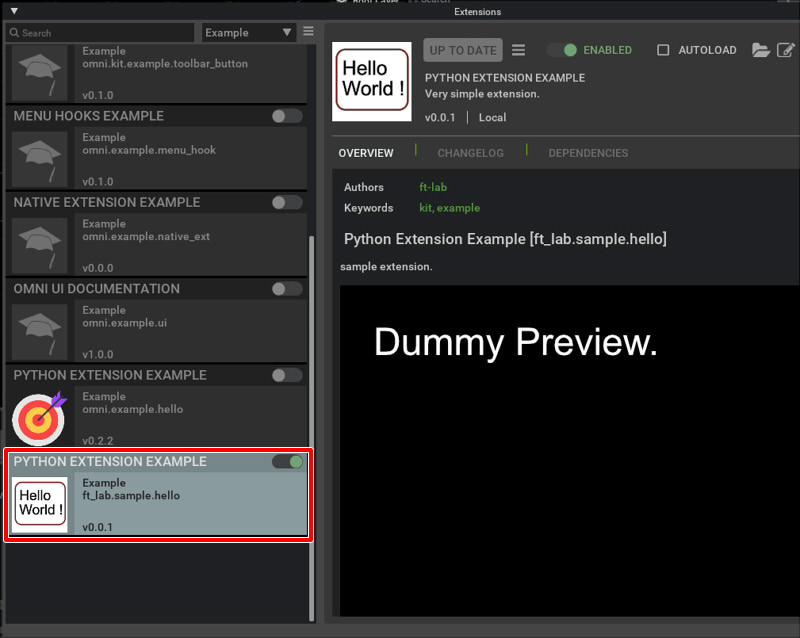 Extensions
Search
Example
Example
omni.kit.example.toolbar_button
v0.1.0
MENU HOOKS EXAMPLE
Example
omni.example.menu_hook
v0.1.0
NATIVE EXTENSION EXAMPLE
Example
omni.example.native_ext
v0.0.0
OMNI UI DOCUMENTATION
Example
omni.example.ui
v1.0.0
PYTHON EXTENSION EXAMPLE
Example
omni.example.hello
v0.2.2
PYTHON EXTENSION EXAMPLE
Hello
World !
Example
ft_lab.sample.hello
v0.0.1
Hello
World !
UP TO DATE
ENABLED
AUTOLOAD
PYTHON EXTENSION EXAMPLE
Very simple extension.
v0.0.1 | Local
OVERVIEW
CHANGELOG
DEPENDENCIES
Authors ft-lab
Keywords kit, example
Python Extension Example [ft_lab.sample.hello]
sample extension.
Dummy Preview.